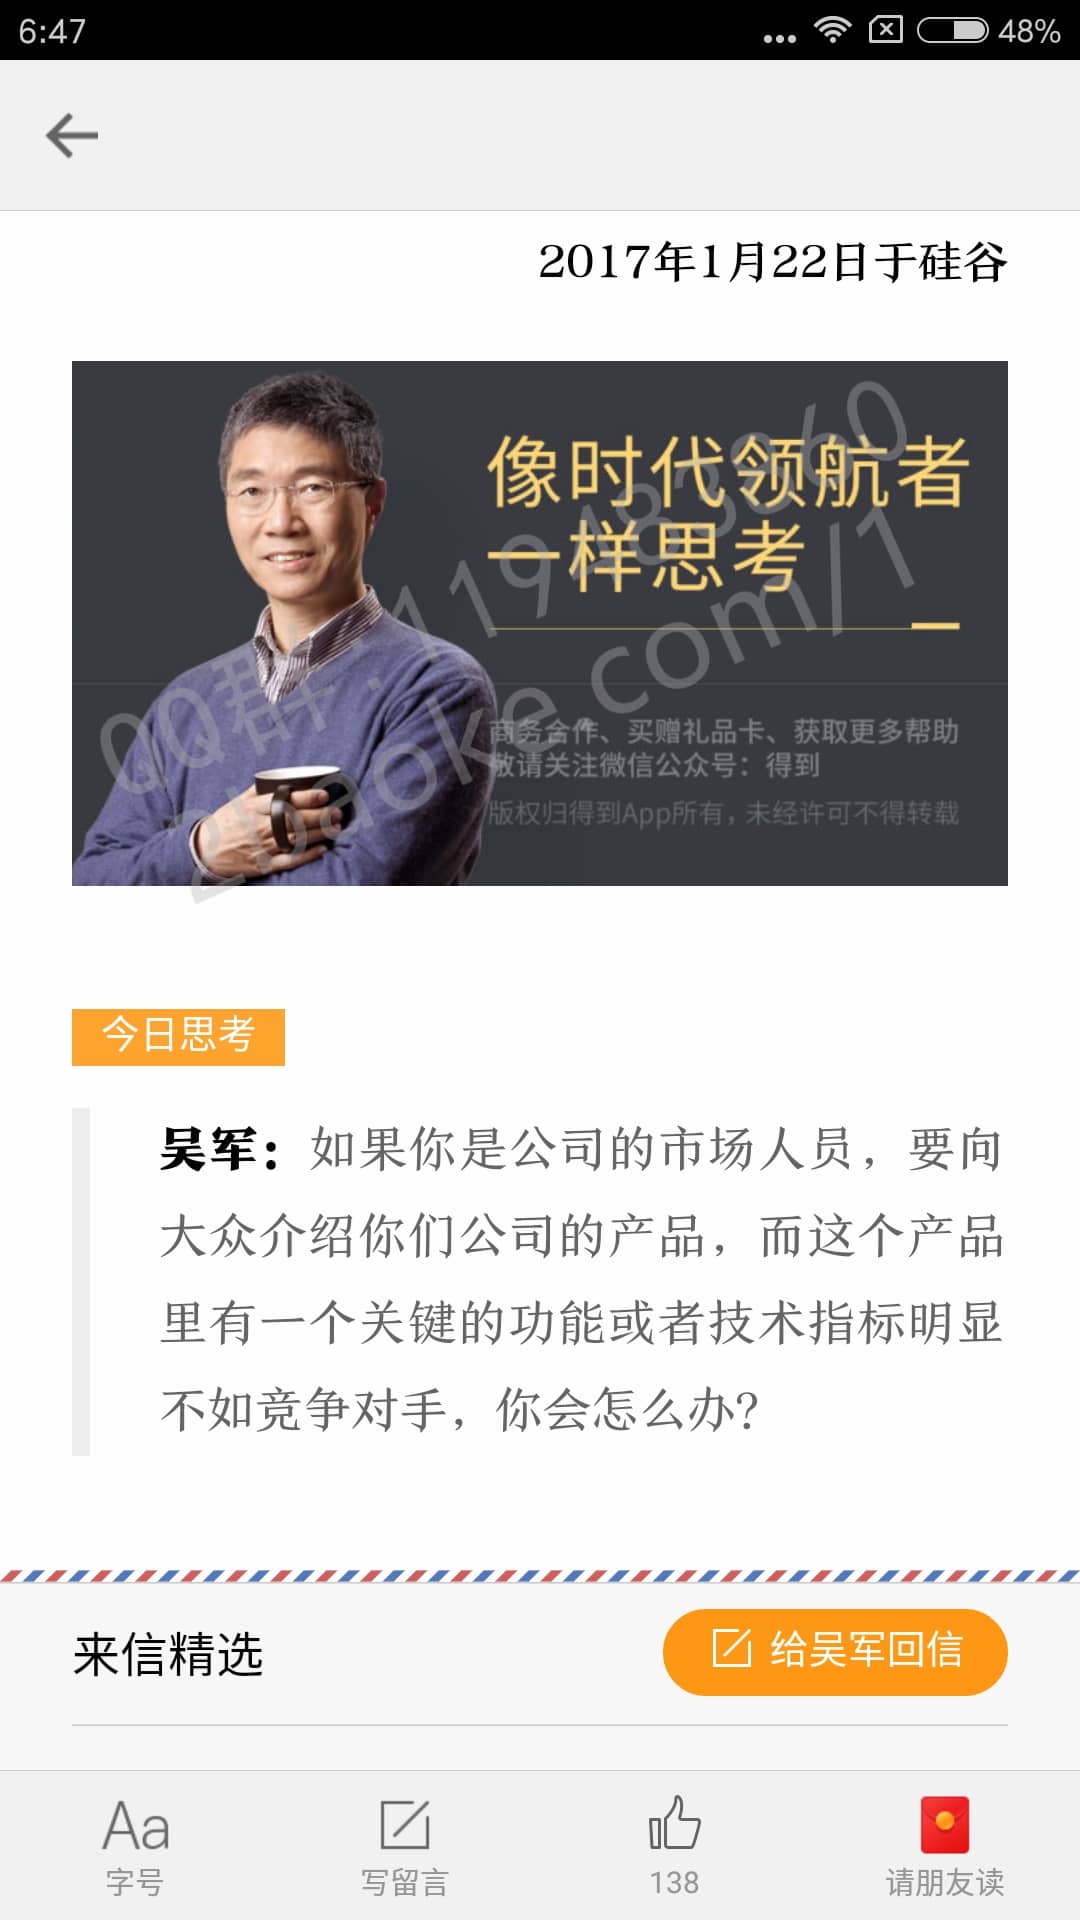 6:47
48%
2017年1月22日于硅谷
像时代领航者
一样思考
商务合作、买赠礼品卡、获取更多帮助
敬请关注微信公众号：得到
版权归得到App所有，未经许可不得转载
QQ群：119483360
2baoke.com/1
今日思考
吴军：如果你是公司的市场人员，要向
大众介绍你们公司的产品，而这个产品
里有一个关键的功能或者技术指标明显
不如竞争对手，你会怎么办?
来信精选
给吴军回信
Aa
字号
写留言
138
请朋友读